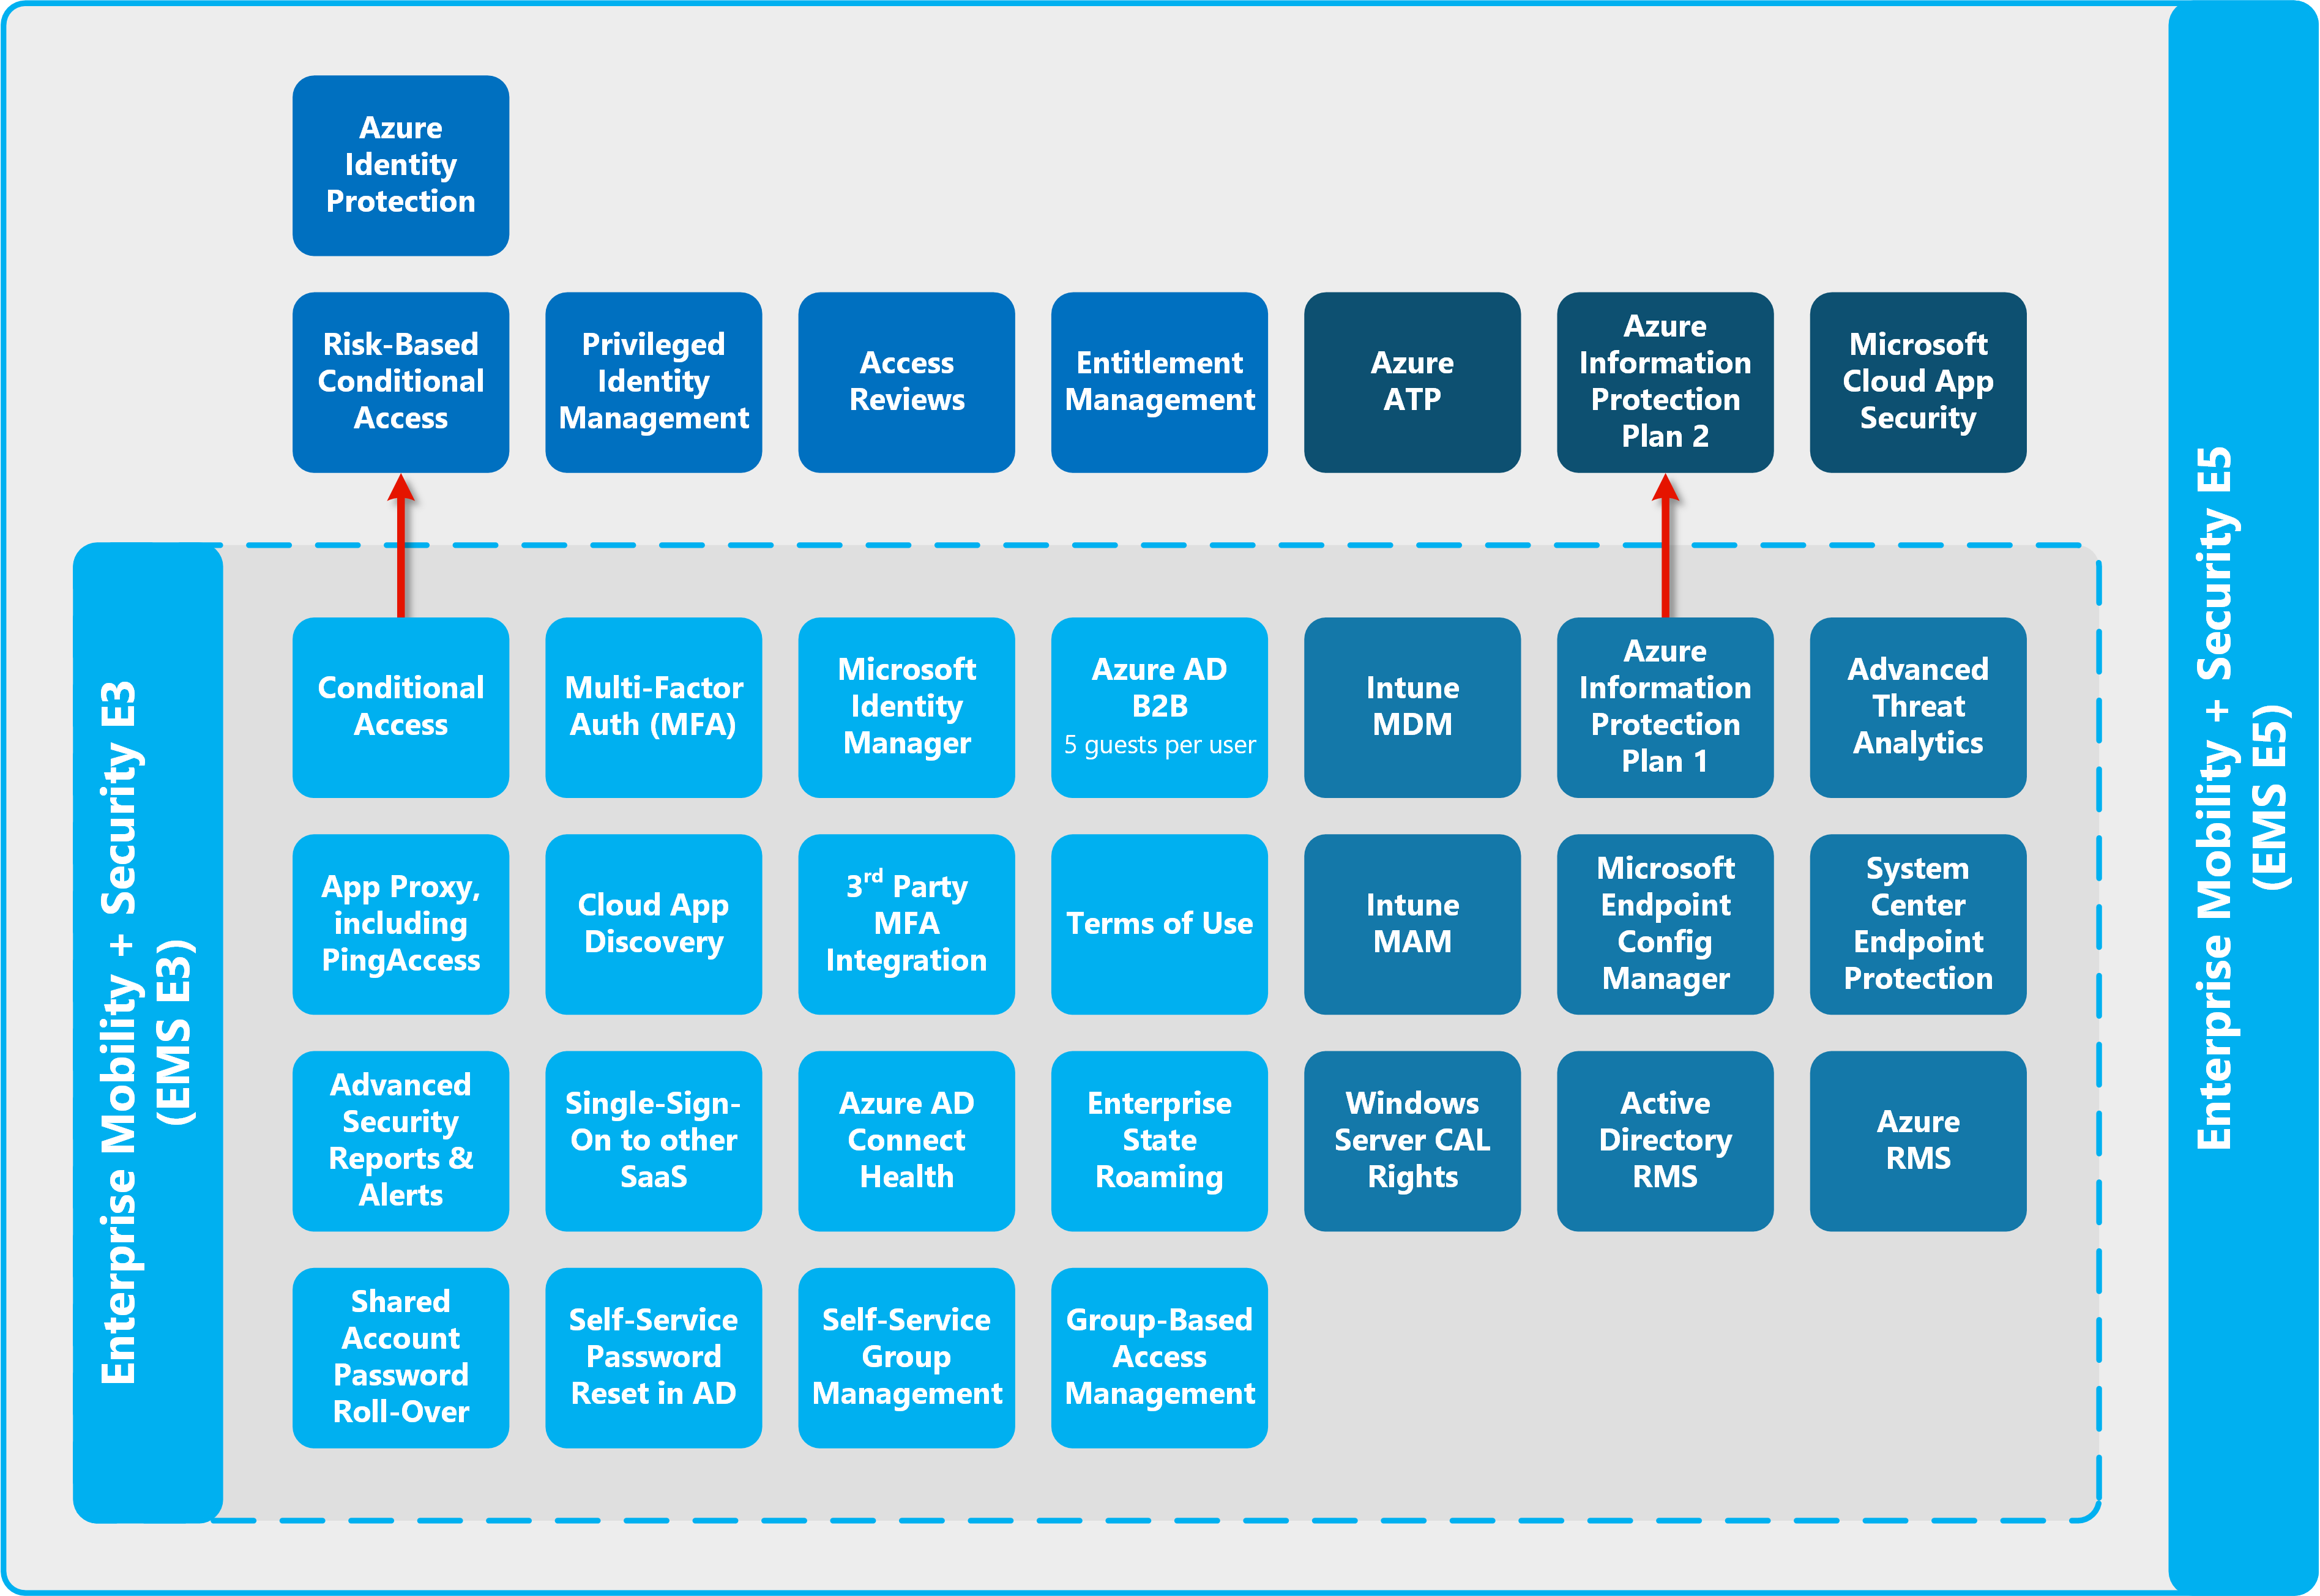 Azure
Identity
Protection
Risk-Based
Conditional
Access
Privileged
Identity
Management
Access
Reviews
Entitlement
Management
Azure
ATP
Azure
Information
Protection
Plan 2
Microsoft
Cloud App
Security
Enterprise Mobility + Security E5
(EMS E5)
Enterprise Mobility + Security E3
(EMS E3)
Conditional
Access
Multi-Factor
Auth (MFA)
Microsoft
Identity
Manager
Azure AD
B2B
5 guests per user
Intune
MDM
Azure
Information
Protection
Plan 1
Advanced
Threat
Analytics
App Proxy,
including
PingAccess
Cloud App
Discovery
3rd Party
MFA
Integration
Terms of Use
Intune
MAM
Microsoft
Endpoint
Config
Manager
System
Center
Endpoint
Protection
Advanced
Security
Reports &
Alerts
Single-Sign-
On to other
SaaS
Azure AD
Connect
Health
Enterprise
State
Roaming
Windows
Server CAL
Rights
Active
Directory
RMS
Azure
RMS
Shared
Account
Password
Roll-Over
Self-Service
Password
Reset in AD
Self-Service
Group
Management
Group-Based
Access
Management